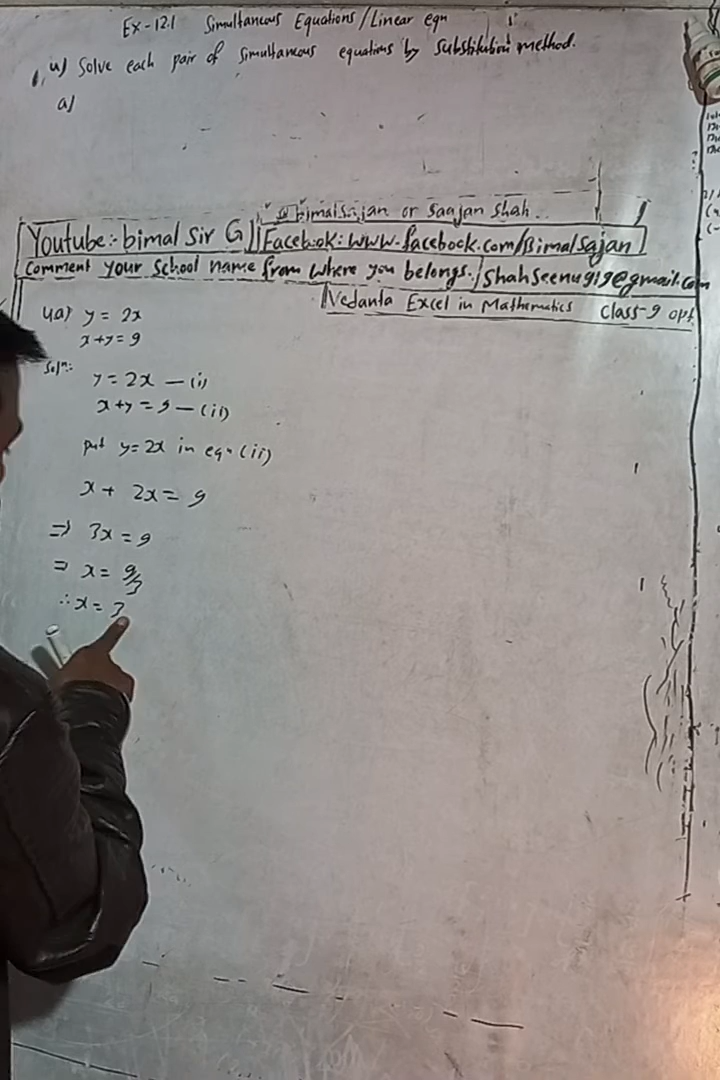 Ex-12.1 Simultaneous Equations/Linear eqn
1. 4) Solve each pair of simultaneous equations by substitution method.
a)
bimalsajan or Saajan Shah..
Youtube:- bimal sir G
Facebook: www.facebook.com/Bimalsajan
Comment your School name from where you belongs.
shahseenu919@gmail.com
Vedanta Excel in Mathematics Class-9 opt
4a) y = 2x
x+y = 9
Soln:
y = 2x — (i)
x+y = 9 — (ii)
put y=2x in eqn (ii)
x + 2x = 9
⇒ 3x = 9
⇒ x = 9/3
∴ x = 3